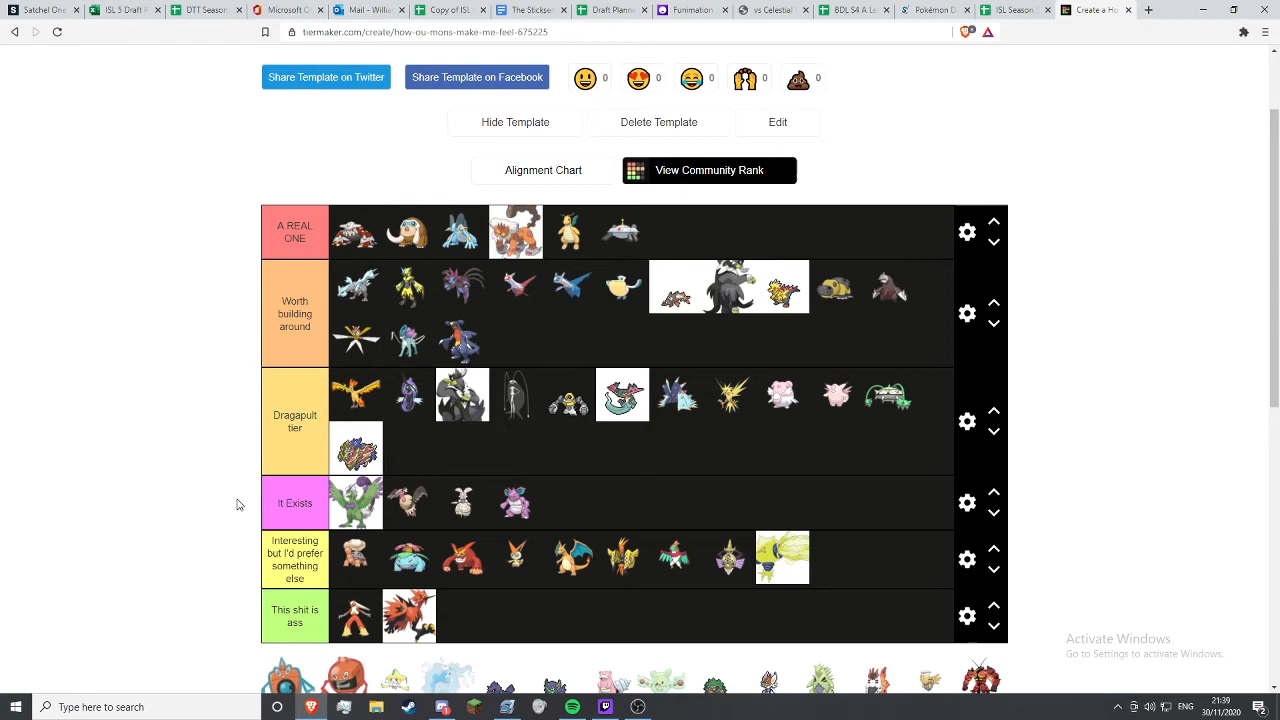 Satchel One
ISL 5 Draft F
DTT Season
Microsoft O
Mail - Willia
Copy of ISL
The Stickse
Draft Planne
Funimation
vs Celestial
BDL S4 A
Pokémon D
ISL Season
Create a Ho
tiermaker.com/create/how-ou-mons-make-me-feel-675225
Share Template on Twitter
Share Template on Facebook
0
0
0
0
0
Hide Template
Delete Template
Edit
Alignment Chart
View Community Rank
A REAL
ONE
Worth
building
around
Dragapult
tier
It Exists
Interesting
but I'd prefer
something
else
This shit is
ass
Activate Windows
Go to Settings to activate Windows.
Type here to search
21:39
30/11/2020